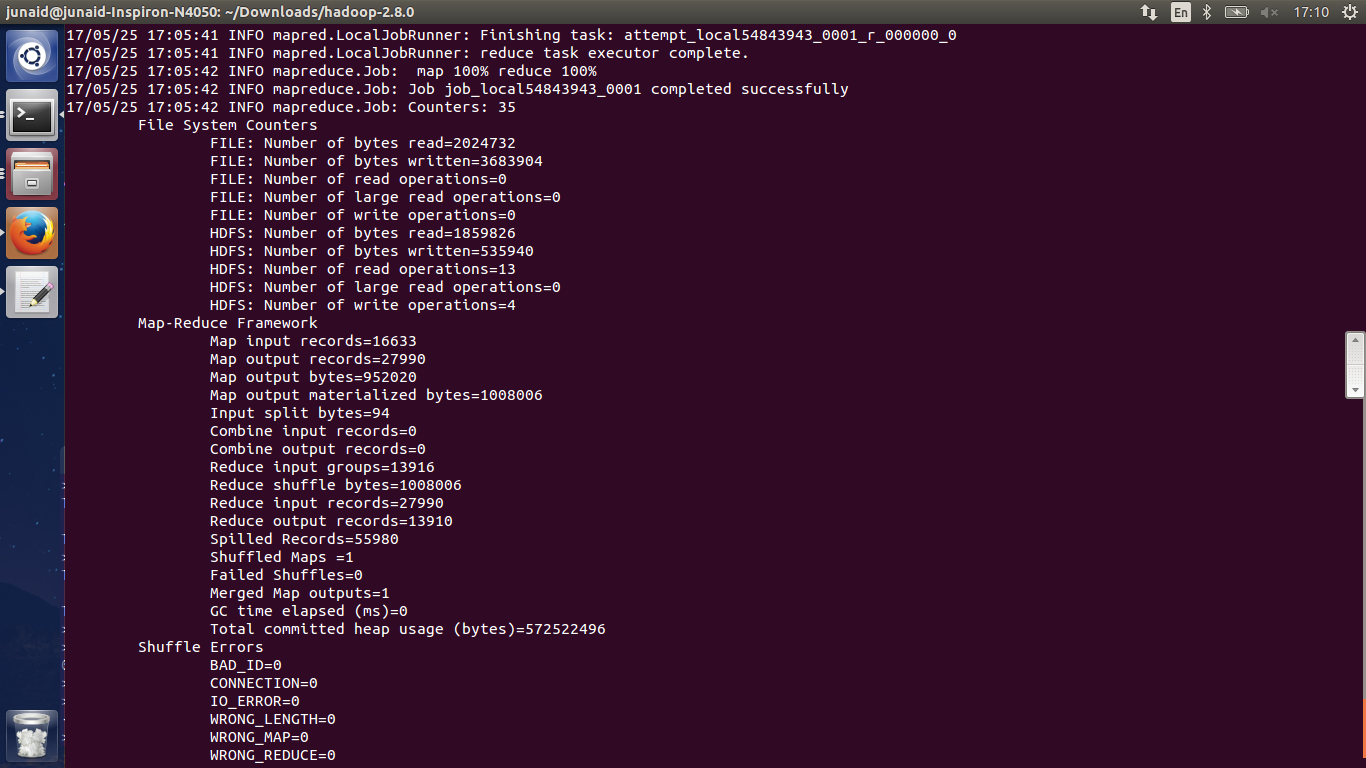 junaid@junaid-Inspiron-N4050: ~/Downloads/hadoop-2.8.0
En
17:10
17/05/25 17:05:41 INFO mapred.LocalJobRunner: Finishing task: attempt_local54843943_0001_r_000000_0
17/05/25 17:05:41 INFO mapred.LocalJobRunner: reduce task executor complete.
17/05/25 17:05:42 INFO mapreduce.Job:  map 100% reduce 100%
17/05/25 17:05:42 INFO mapreduce.Job: Job job_local54843943_0001 completed successfully
17/05/25 17:05:42 INFO mapreduce.Job: Counters: 35
File System Counters
FILE: Number of bytes read=2024732
FILE: Number of bytes written=3683904
FILE: Number of read operations=0
FILE: Number of large read operations=0
FILE: Number of write operations=0
HDFS: Number of bytes read=1859826
HDFS: Number of bytes written=535940
HDFS: Number of read operations=13
HDFS: Number of large read operations=0
HDFS: Number of write operations=4
Map-Reduce Framework
Map input records=16633
Map output records=27990
Map output bytes=952020
Map output materialized bytes=1008006
Input split bytes=94
Combine input records=0
Combine output records=0
Reduce input groups=13916
Reduce shuffle bytes=1008006
Reduce input records=27990
Reduce output records=13910
Spilled Records=55980
Shuffled Maps =1
Failed Shuffles=0
Merged Map outputs=1
GC time elapsed (ms)=0
Total committed heap usage (bytes)=572522496
Shuffle Errors
BAD_ID=0
CONNECTION=0
IO_ERROR=0
WRONG_LENGTH=0
WRONG_MAP=0
WRONG_REDUCE=0